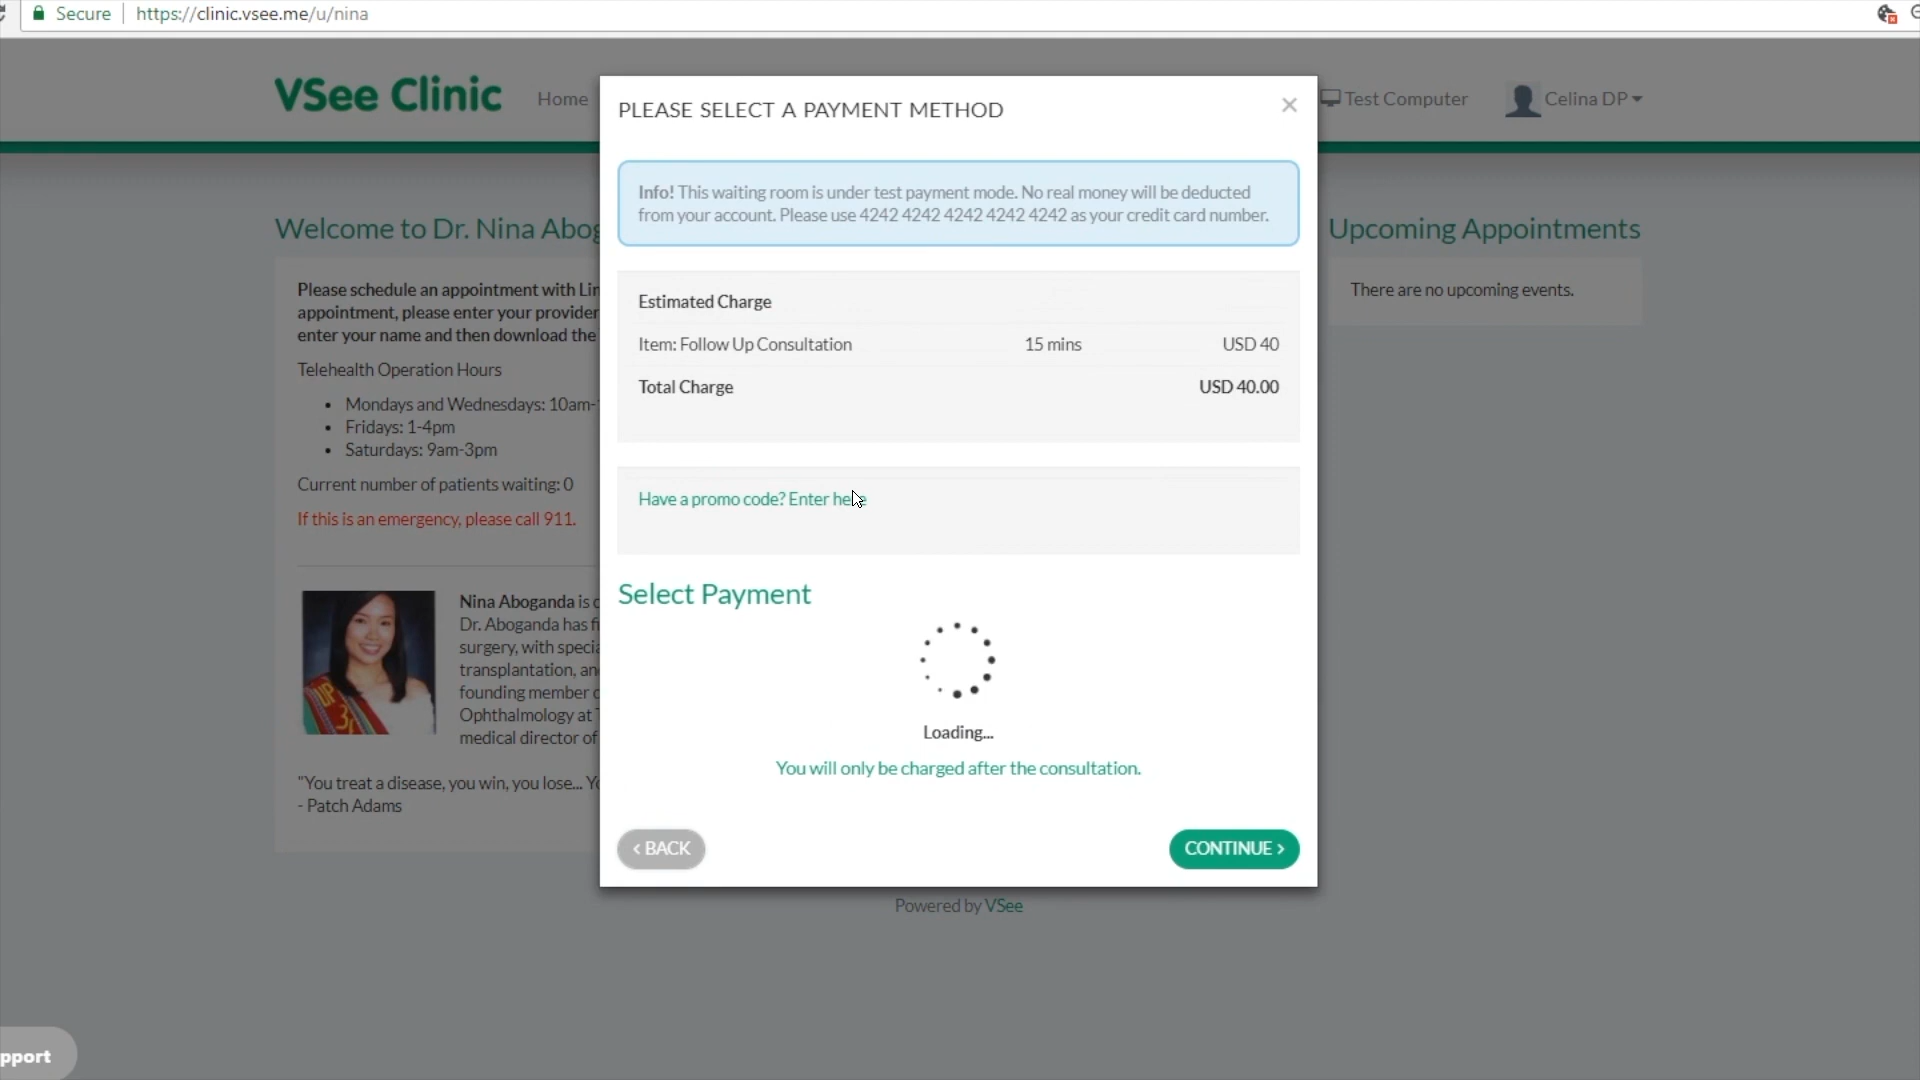 Secure https://clinic.vsee.me/u/nina
VSee Clinic
Home
Test Computer
Celina DP
PLEASE SELECT A PAYMENT METHOD
×
Info! This waiting room is under test payment mode. No real money will be deducted
from your account. Please use 4242 4242 4242 4242 4242 as your credit card number.
Estimated Charge
Item: Follow Up Consultation 15 mins USD 40
Total Charge USD 40.00
Have a promo code? Enter here
Select Payment
Loading...
You will only be charged after the consultation.
< BACK
CONTINUE >
Welcome to Dr. Nina Abog
Please schedule an appointment with Lin
appointment, please enter your provider
enter your name and then download the
Telehealth Operation Hours
• Mondays and Wednesdays: 10am-
• Fridays: 1-4pm
• Saturdays: 9am-3pm
Current number of patients waiting: 0
If this is an emergency, please call 911.
Nina Aboganda is
Dr. Aboganda has
surgery, with specia
transplantation, an
founding member
Ophthalmology at
medical director of
"You treat a disease, you win, you lose... Yo
- Patch Adams
Upcoming Appointments
There are no upcoming events.
Powered by VSee
pport